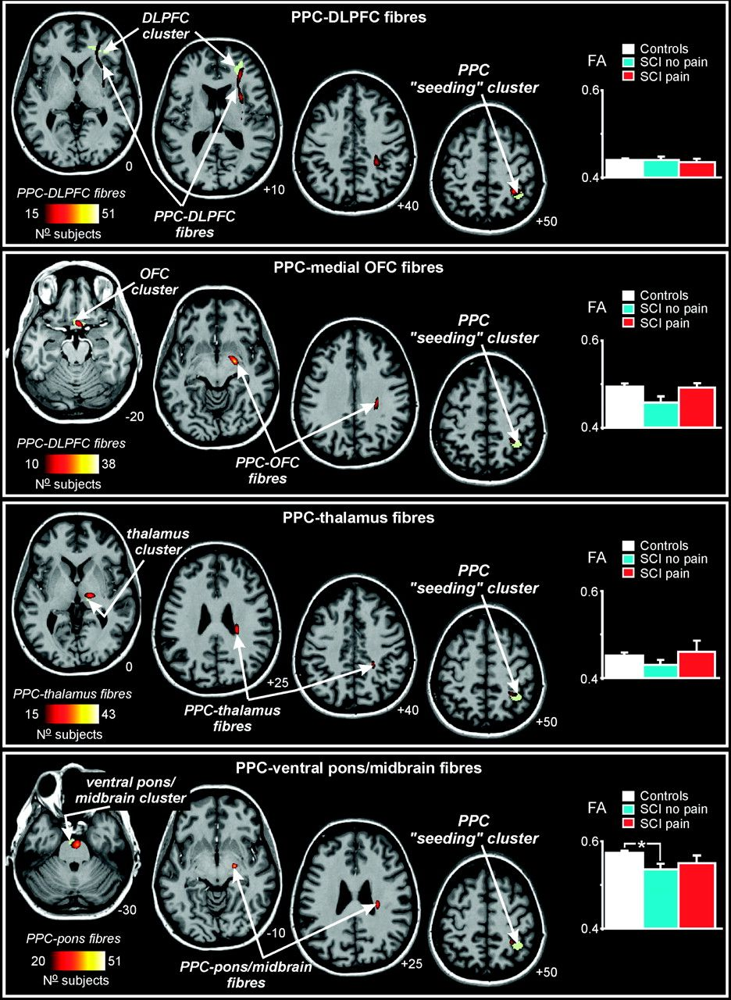 PPC-DLPFC fibres
DLPFC
cluster
PPC
"seeding" cluster
FA
Controls
SCI no pain
SCI pain
0.6
0.4
0
+10
+40
+50
PPC-DLPFC fibres
15 51
Nº subjects
PPC-DLPFC
fibres
PPC-medial OFC fibres
OFC
cluster
PPC
"seeding" cluster
FA
Controls
SCI no pain
SCI pain
0.6
0.4
-20
PPC-DLPFC fibres
10 38
Nº subjects
PPC-OFC
fibres
PPC-thalamus fibres
thalamus
cluster
PPC
"seeding" cluster
FA
Controls
SCI no pain
SCI pain
0.6
0.4
0
+25
+40
+50
PPC-thalamus fibres
15 43
Nº subjects
PPC-thalamus
fibres
PPC-ventral pons/midbrain fibres
ventral pons/
midbrain cluster
PPC
"seeding" cluster
FA
Controls
SCI no pain
SCI pain
0.6
*
0.4
-30
-10
+25
+50
PPC-pons fibres
20 51
Nº subjects
PPC-pons/midbrain
fibres